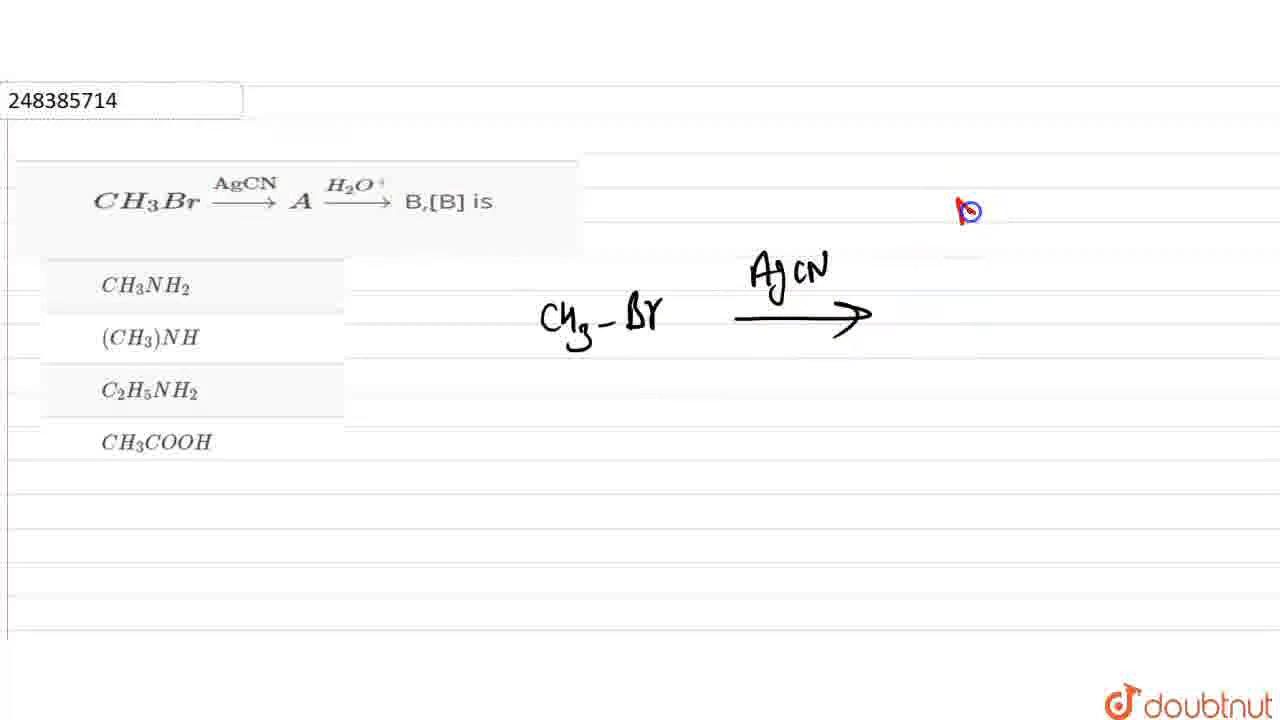 248385714
CH₃Br AgCN⟶ A H₂O⁺⟶ B,[B] is
CH₃NH₂
(CH₃)NH
C₂H₅NH₂
CH₃COOH
CH₃–Br AgCN⟶
doubtnut